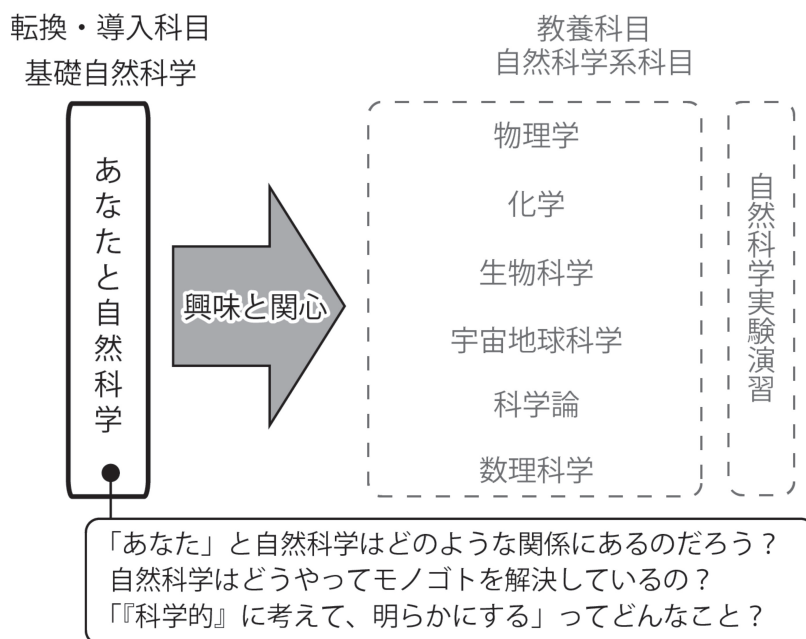 転換・導入科目
基礎自然科学
あなたと自然科学
興味と関心
教養科目
自然科学系科目
物理学
化学
生物科学
宇宙地球科学
科学論
数理科学
自然科学実験演習
「あなた」と自然科学はどのような関係にあるのだろう？
自然科学はどうやってモノゴトを解決しているの？
「『科学的』に考えて、明らかにする」ってどんなこと？